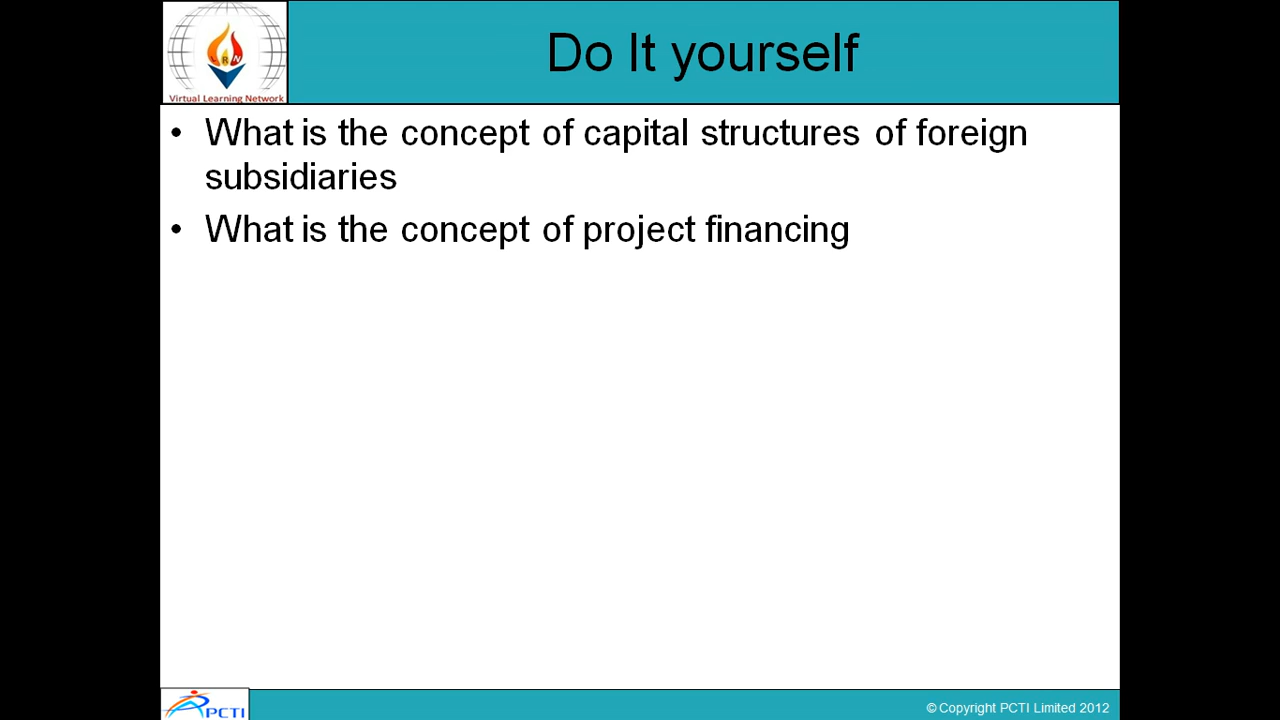 Do It yourself
Virtual Learning Network
• What is the concept of capital structures of foreign
subsidiaries
• What is the concept of project financing
PCTI
© Copyright PCTI Limited 2012